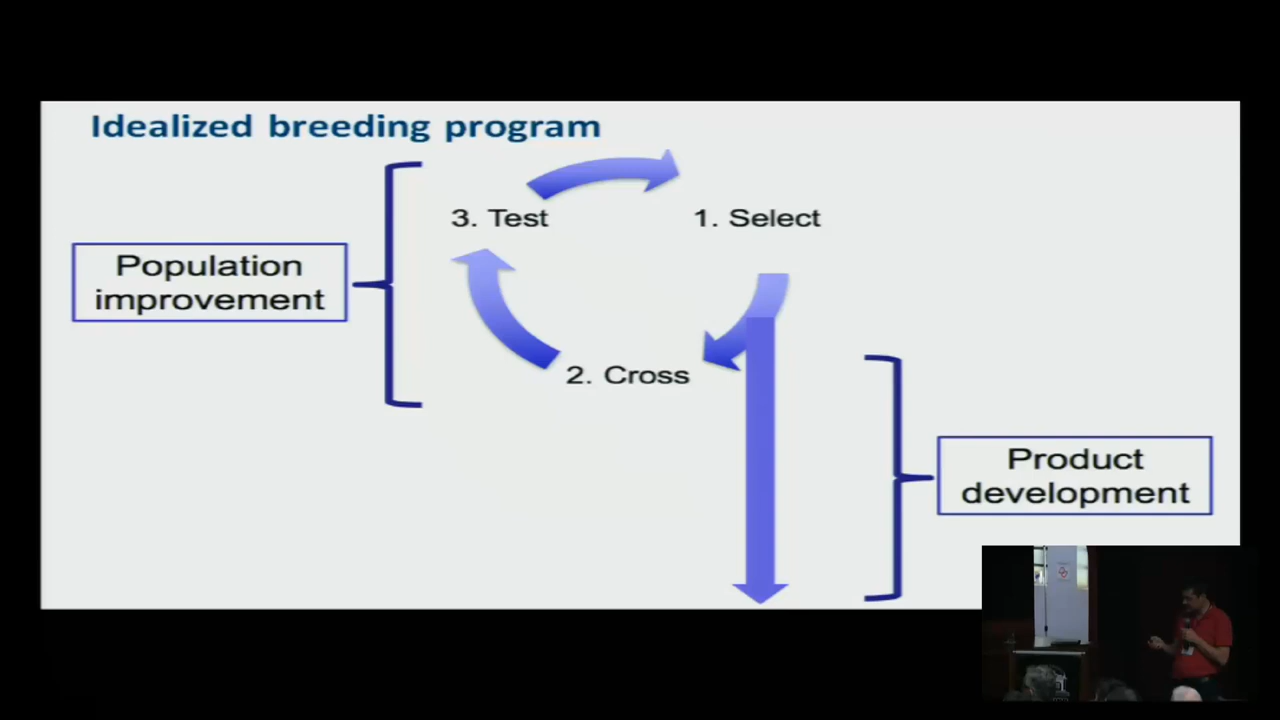 Idealized breeding program
3. Test
1. Select
Population
improvement
2. Cross
Product
development